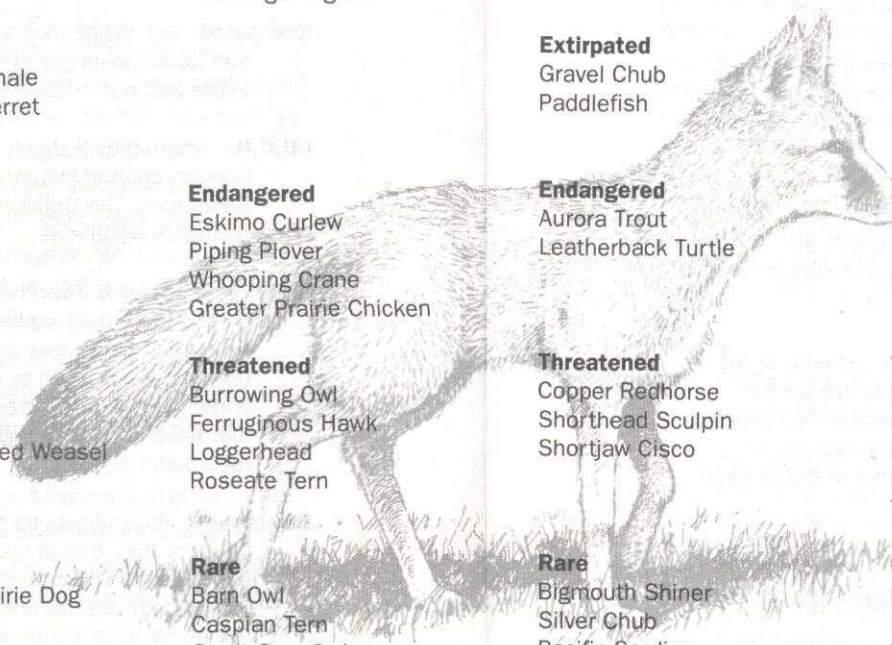 Endangered
Eskimo Curlew
Piping Plover
Whooping Crane
Greater Prairie Chicken
Threatened
Burrowing Owl
Ferruginous Hawk
Loggerhead
Roseate Tern
Rare
Barn Owl
Caspian Tern
Extirpated
Gravel Chub
Paddlefish
Endangered
Aurora Trout
Leatherback Turtle
Threatened
Copper Redhorse
Shorthead Sculpin
Shortjaw Cisco
Rare
Bigmouth Shiner
Silver Chub
ed Weasel
irie Dog